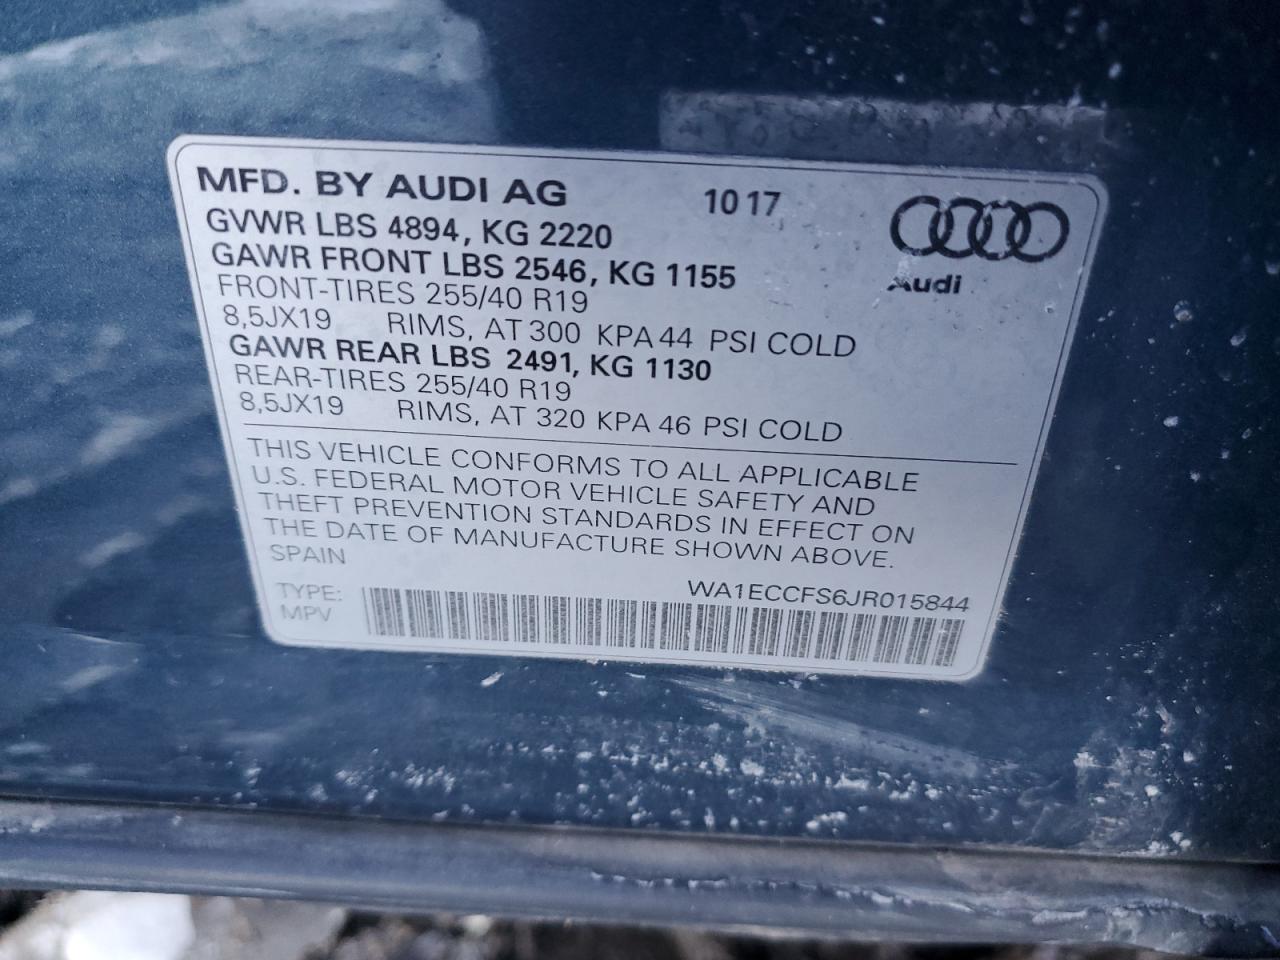 MFD. BY AUDI AG 10 17
GVWR LBS 4894, KG 2220
GAWR FRONT LBS 2546, KG 1155
Audi
FRONT-TIRES 255/40 R19
8,5JX19 RIMS, AT 300 KPA 44 PSI COLD
GAWR REAR LBS 2491, KG 1130
REAR-TIRES 255/40 R19
8,5JX19 RIMS, AT 320 KPA 46 PSI COLD
THIS VEHICLE CONFORMS TO ALL APPLICABLE
U.S. FEDERAL MOTOR VEHICLE SAFETY AND
THEFT PREVENTION STANDARDS IN EFFECT ON
THE DATE OF MANUFACTURE SHOWN ABOVE.
SPAIN
WA1ECCFS6JR015844
TYPE:
MPV